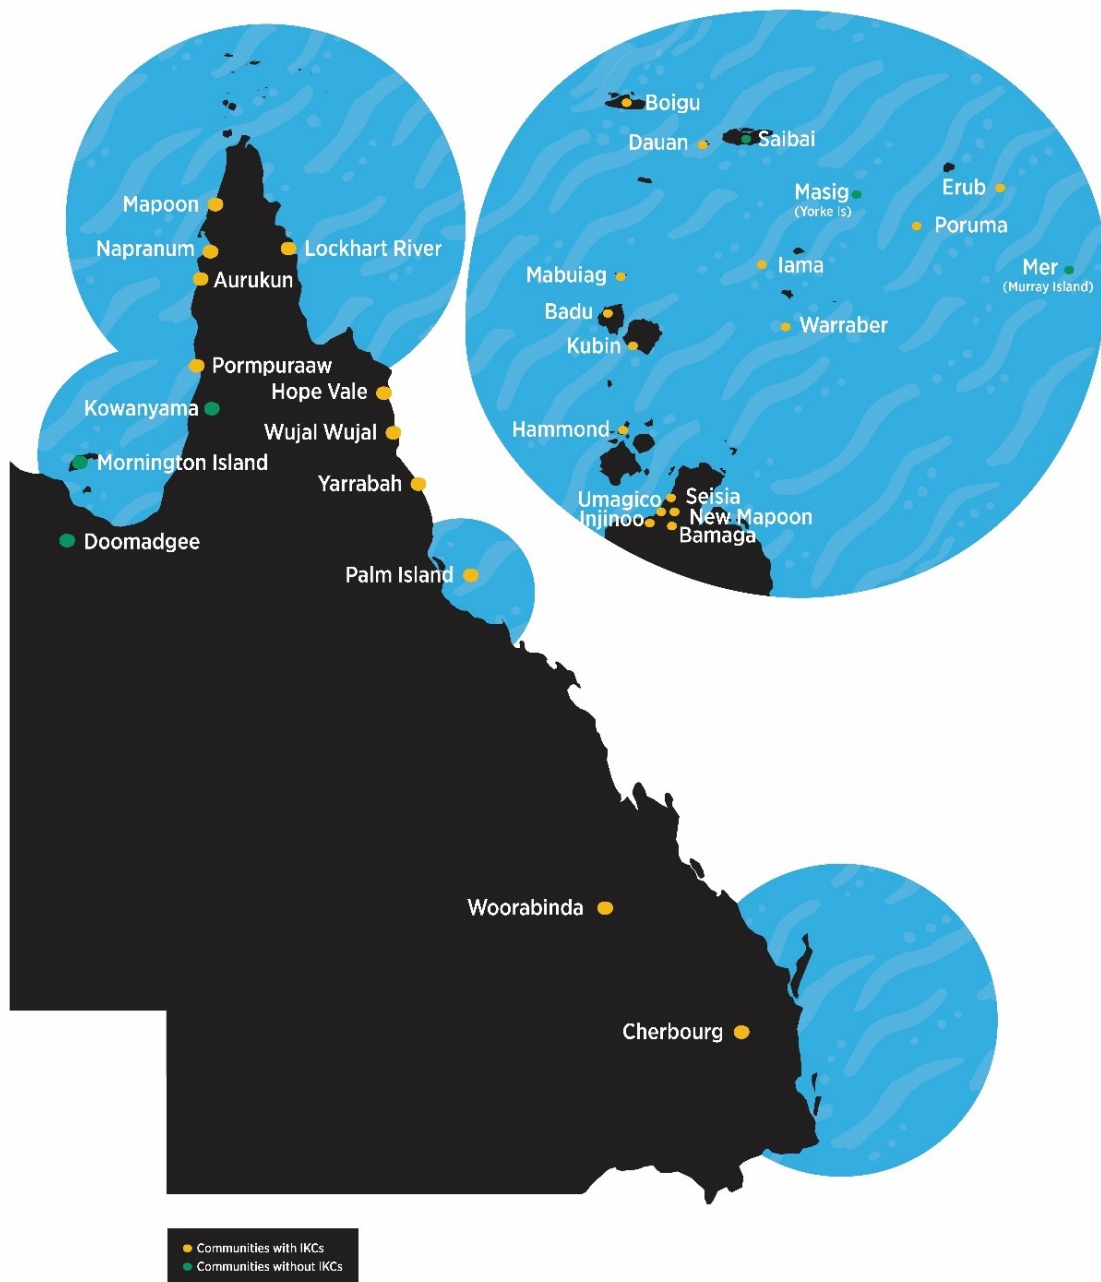 Mapoon
Napranum
Lockhart River
Aurukun
Pormpuraaw
Hope Vale
Kowanyama
Wujal Wujal
Mornington Island
Yarrabah
Doomadgee
Palm Island
Woorabinda
Cherbourg
Boigu
Dauan
Saibai
Masig
(Yorke Is)
Erub
Poruma
Iama
Mer
(Murray Island)
Mabuiag
Badu
Warraber
Kubin
Hammond
Umagico
Seisia
Injinoo
New Mapoon
Bamaga
Communities with IKCs
Communities without IKCs